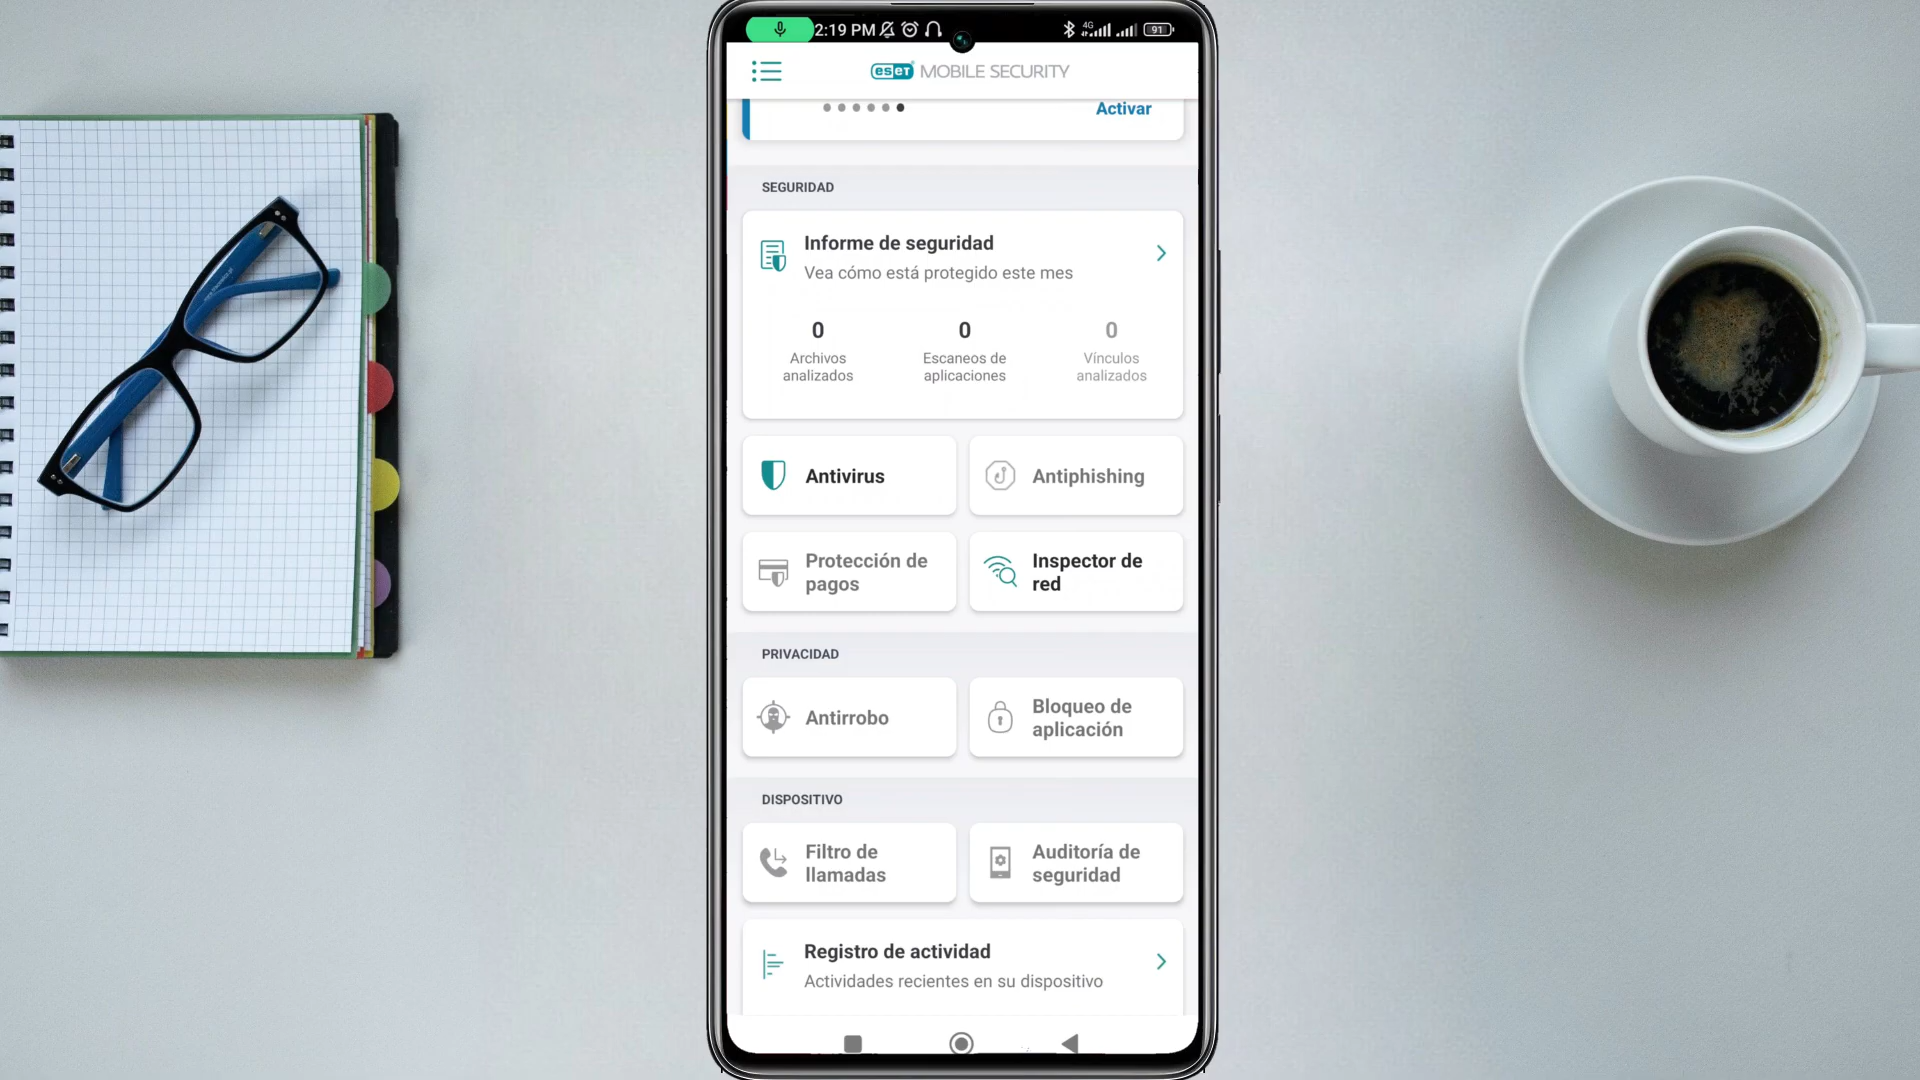 2:19 PM
4G
91
eset MOBILE SECURITY
Activar
SEGURIDAD
Informe de seguridad
Vea cómo está protegido este mes
0
0
0
Archivos
analizados
Escaneos de
aplicaciones
Vínculos
analizados
Antivirus
Antiphishing
Protección de
pagos
Inspector de
red
PRIVACIDAD
Antirrobo
Bloqueo de
aplicación
DISPOSITIVO
Filtro de
llamadas
Auditoría de
seguridad
Registro de actividad
Actividades recientes en su dispositivo